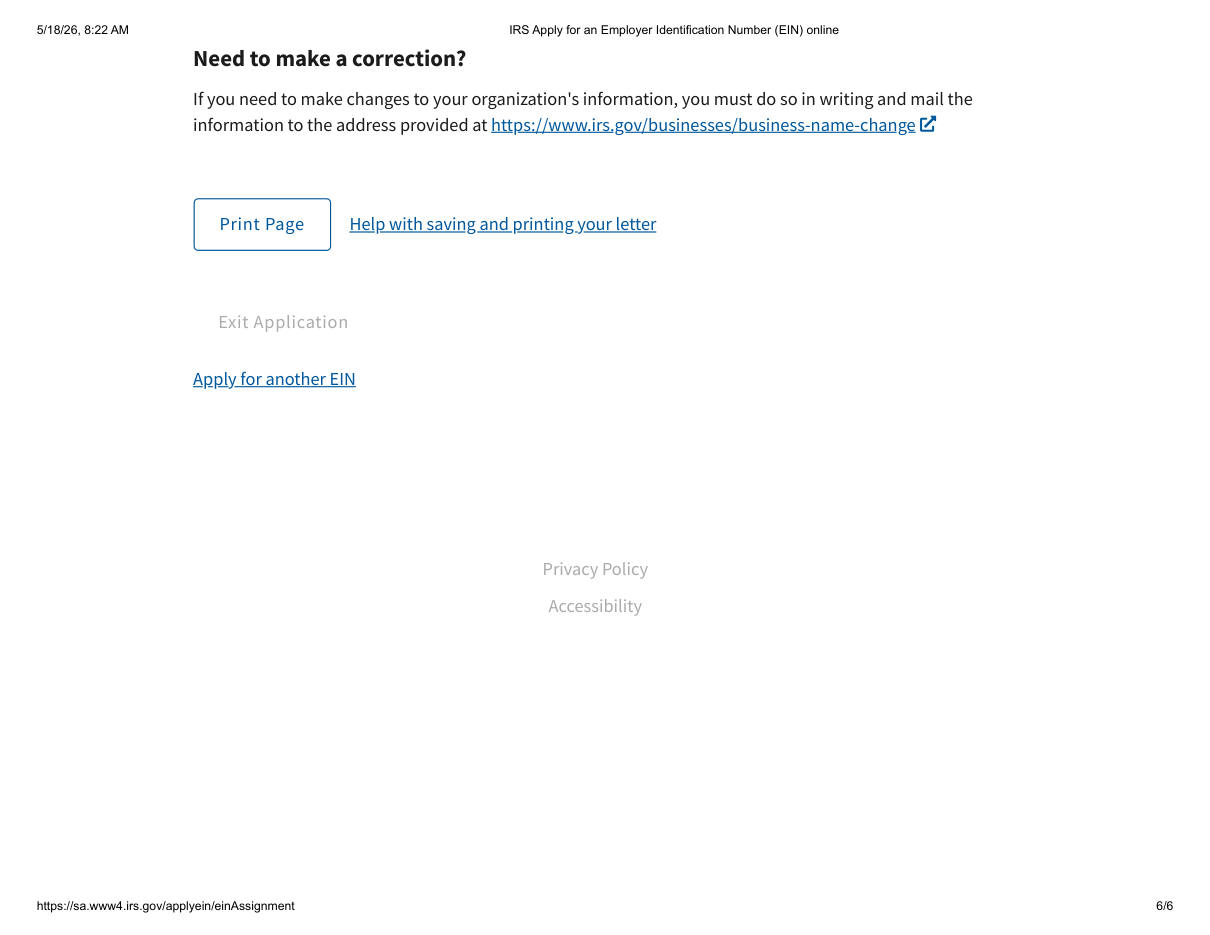 5/18/26, 8:22 AM
IRS Apply for an Employer Identification Number (EIN) online
Need to make a correction?
If you need to make changes to your organization's information, you must do so in writing and mail the
information to the address provided at https://www.irs.gov/businesses/business-name-change
Print Page
Help with saving and printing your letter
Exit Application
Apply for another EIN
Privacy Policy
Accessibility
https://sa.www4.irs.gov/applyein/einAssignment
6/6